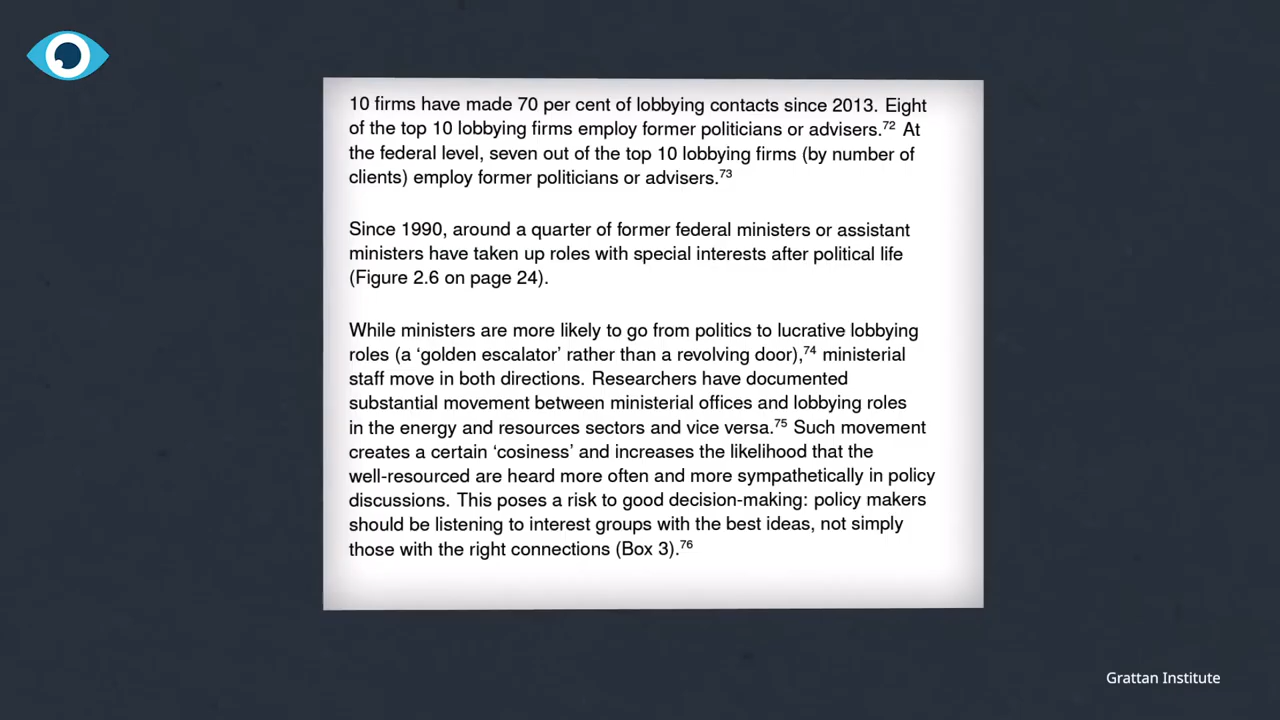 10 firms have made 70 per cent of lobbying contacts since 2013. Eight
of the top 10 lobbying firms employ former politicians or advisers.⁷² At
the federal level, seven out of the top 10 lobbying firms (by number of
clients) employ former politicians or advisers.⁷³
Since 1990, around a quarter of former federal ministers or assistant
ministers have taken up roles with special interests after political life
(Figure 2.6 on page 24).
While ministers are more likely to go from politics to lucrative lobbying
roles (a ‘golden escalator’ rather than a revolving door),⁷⁴ ministerial
staff move in both directions. Researchers have documented
substantial movement between ministerial offices and lobbying roles
in the energy and resources sectors and vice versa.⁷⁵ Such movement
creates a certain ‘cosiness’ and increases the likelihood that the
well-resourced are heard more often and more sympathetically in policy
discussions. This poses a risk to good decision-making: policy makers
should be listening to interest groups with the best ideas, not simply
those with the right connections (Box 3).⁷⁶
Grattan Institute